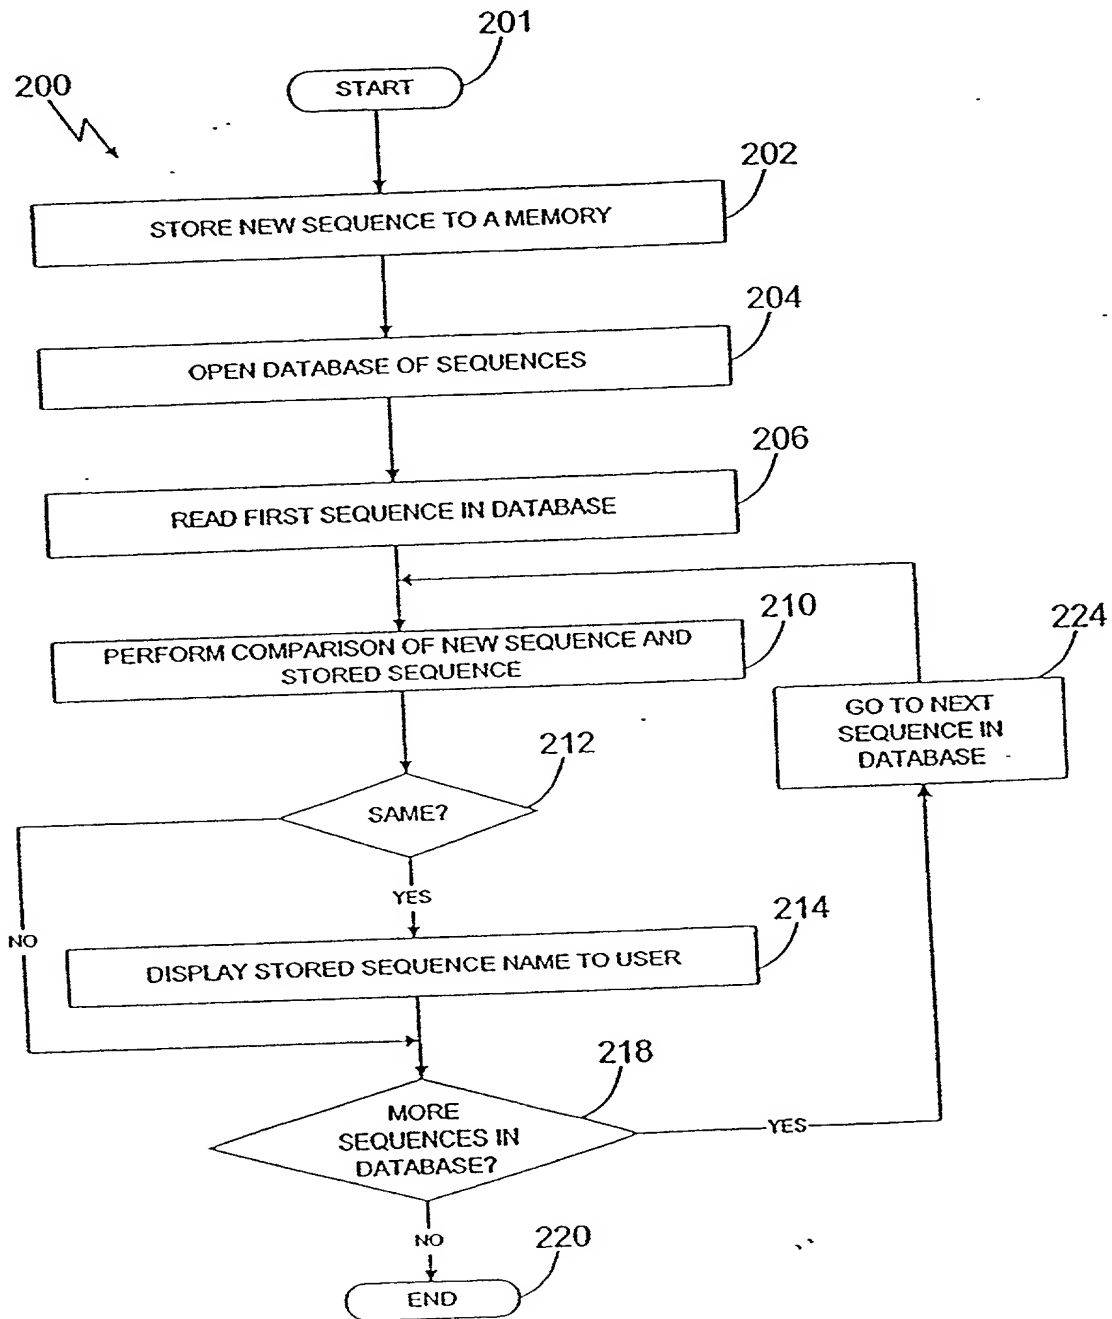 201
200
START
202
STORE NEW SEQUENCE TO A MEMORY
204
OPEN DATABASE OF SEQUENCES
206
READ FIRST SEQUENCE IN DATABASE
210
PERFORM COMPARISON OF NEW SEQUENCE AND
STORED SEQUENCE
224
GO TO NEXT
SEQUENCE IN
DATABASE
212
SAME?
YES
NO
214
DISPLAY STORED SEQUENCE NAME TO USER
218
MORE
SEQUENCES IN
DATABASE?
YES
NO
220
END